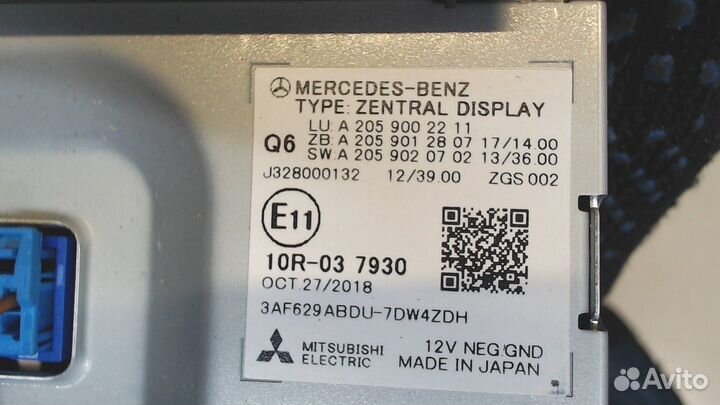 MERCEDES-BENZ
TYPE: ZENTRAL DISPLAY
LU: A 205 900 22 11
Q6 ZB: A 205 901 28 07 17/14.00
SW: A 205 902 07 02 13/36.00
J328000132 12/39.00 ZGS 002
E11
10R-03 7930
OCT.27/2018
3AF629ABDU-7DW4ZDH
MITSUBISHI ELECTRIC
12V NEG.GND
MADE IN JAPAN
Avito